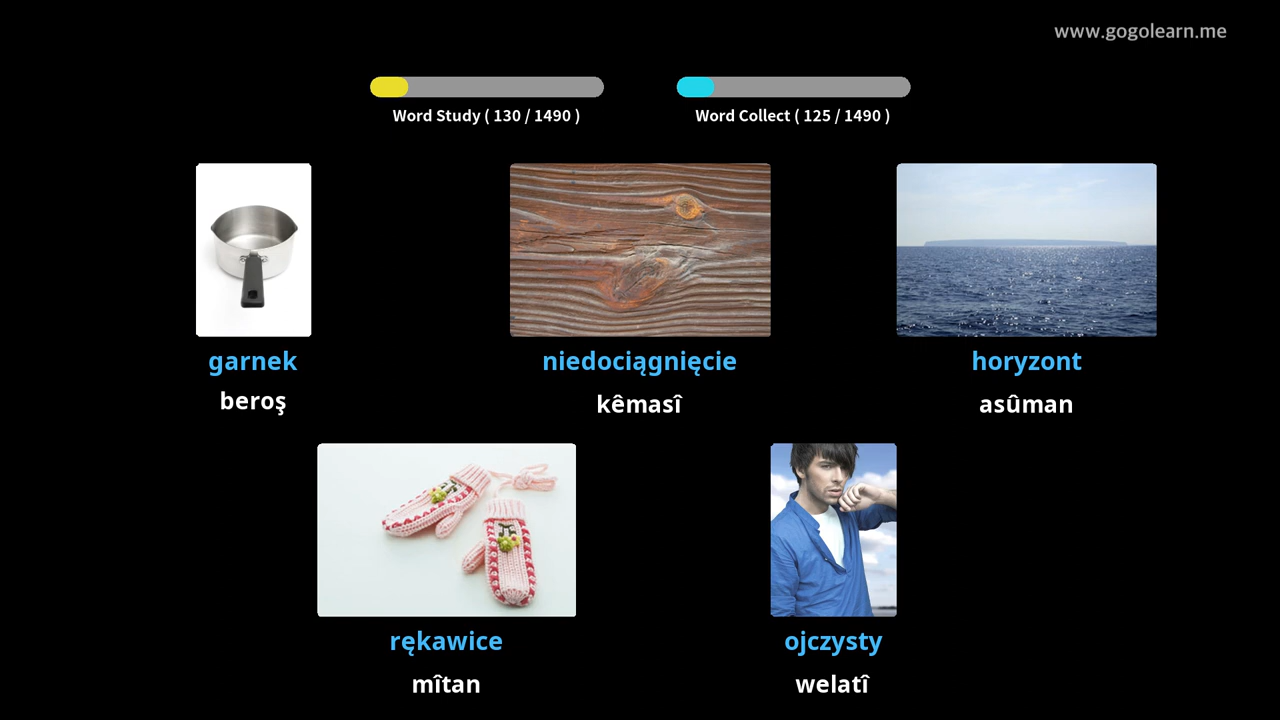 www.gogolearn.me
Word Study ( 130 / 1490 )
Word Collect ( 125 / 1490 )
garnek
niedociągnięcie
horyzont
beroş
kêmasî
asûman
rękawice
ojczysty
mîtan
welatî